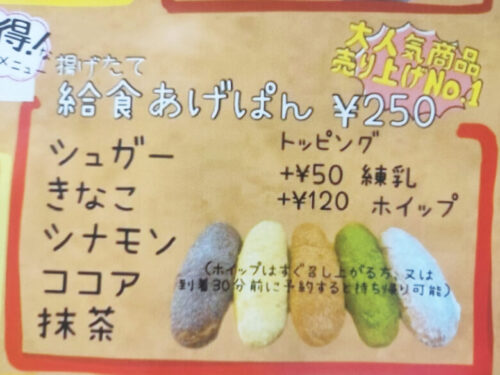 得!
メニュー
大人気商品
売り上げNo.1
揚げたて
給食あげぱん ¥250
シュガー
きなこ
シナモン
ココア
抹茶
トッピング
+¥50 練乳
+¥120 ホイップ
(ホイップはすぐ召し上がる方、又は
到着30分前に予約すると持ち帰り可能)